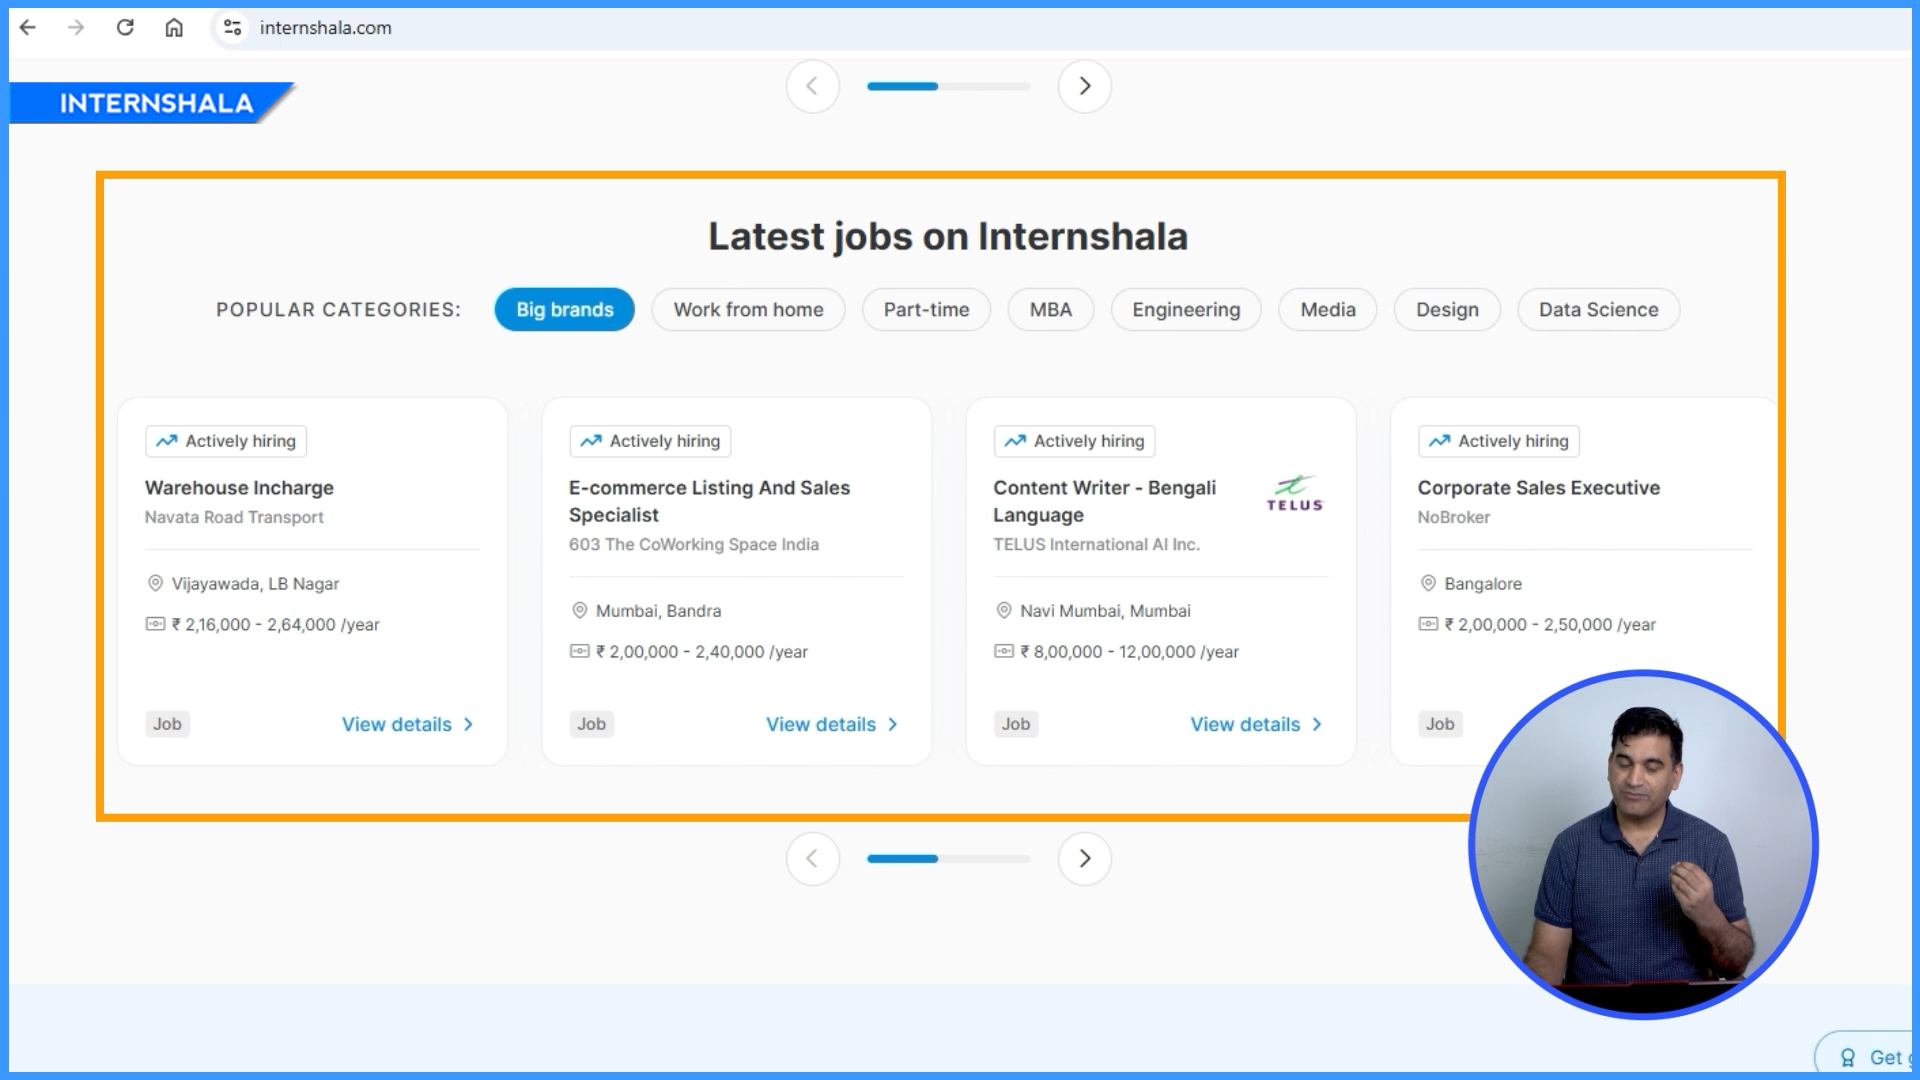 internshala.com
INTERNSHALA
Latest jobs on Internshala
POPULAR CATEGORIES:
Big brands
Work from home
Part-time
MBA
Engineering
Media
Design
Data Science
Actively hiring
Warehouse Incharge
Navata Road Transport
Vijayawada, LB Nagar
₹ 2,16,000 - 2,64,000 /year
Job
View details
Actively hiring
E-commerce Listing And Sales
Specialist
603 The CoWorking Space India
Mumbai, Bandra
₹ 2,00,000 - 2,40,000 /year
Job
View details
Actively hiring
Content Writer - Bengali
Language
TELUS
TELUS International AI Inc.
Navi Mumbai, Mumbai
₹ 8,00,000 - 12,00,000 /year
Job
View details
Actively hiring
Corporate Sales Executive
NoBroker
Bangalore
₹ 2,00,000 - 2,50,000 /year
Job
Get